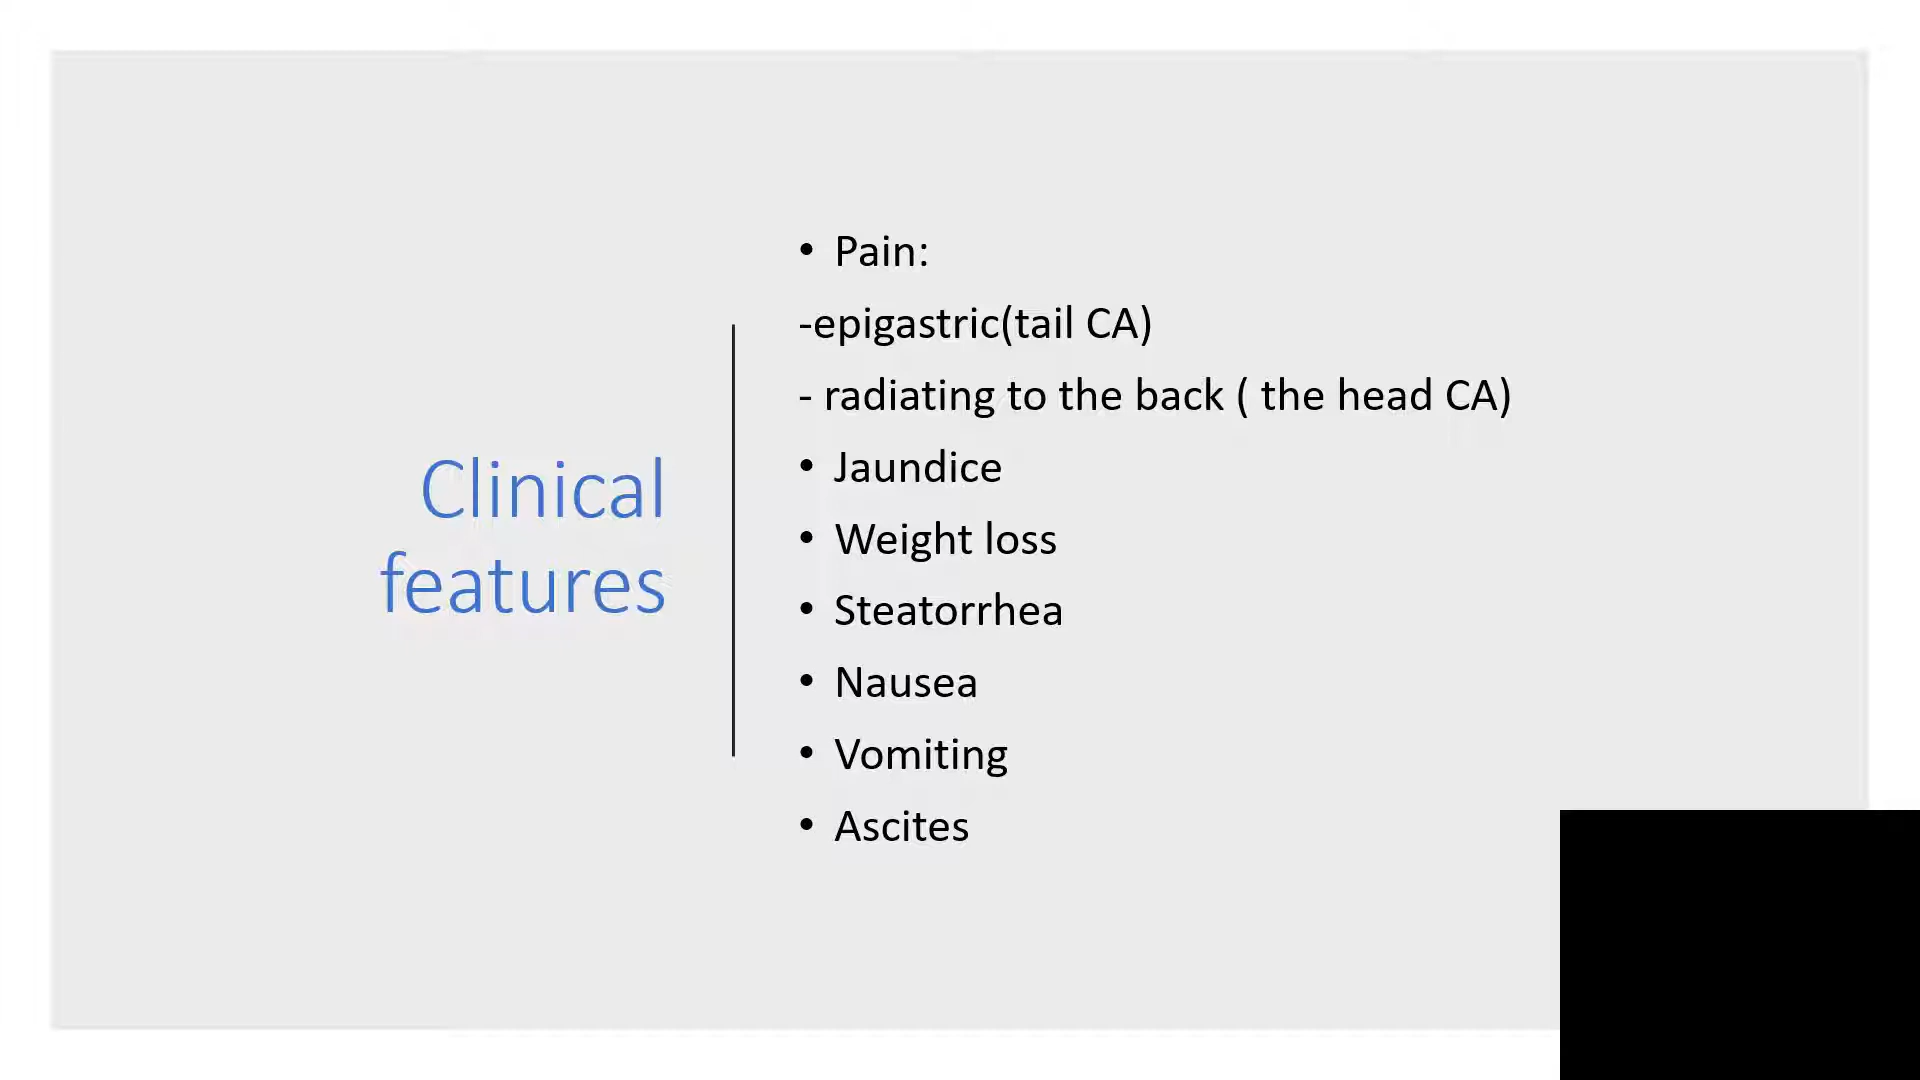 Clinical
features
• Pain:
-epigastric(tail CA)
- radiating to the back ( the head CA)
• Jaundice
• Weight loss
• Steatorrhea
• Nausea
• Vomiting
• Ascites